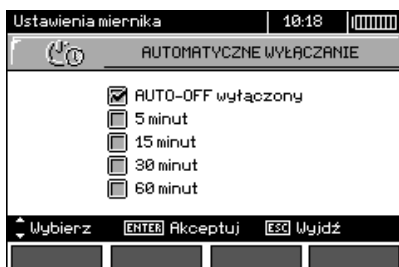 Ustawienia miernika 10:18
AUTOMATYCZNE WYŁĄCZANIE
AUTO-OFF wyłączony
5 minut
15 minut
30 minut
60 minut
Wybierz ENTER Akceptuj ESC Wyjdź